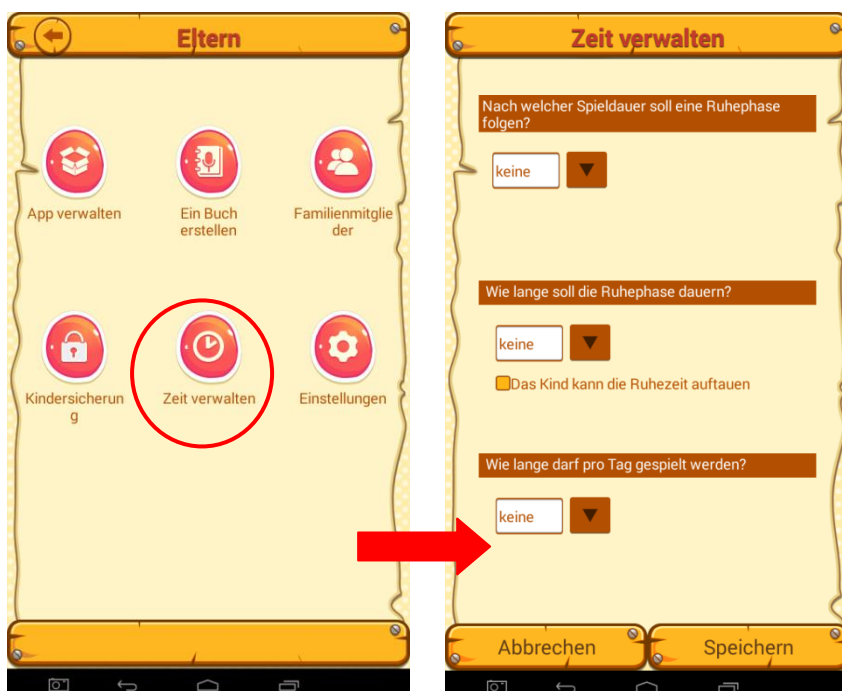 Eltern
App verwalten
Ein Buch
erstellen
Familienmitglie
der
Kindersicherun
g
Zeit verwalten
Einstellungen
Zeit verwalten
Nach welcher Spieldauer soll eine Ruhephase
folgen?
keine
Wie lange soll die Ruhephase dauern?
keine
Das Kind kann die Ruhezeit auftauen
Wie lange darf pro Tag gespielt werden?
keine
Abbrechen
Speichern